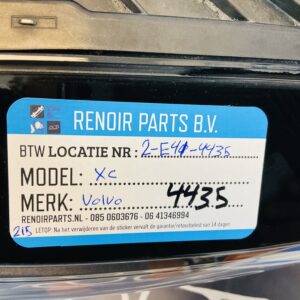 RENOIR PARTS B.V.
BTW LOCATIE NR : 2-E41-4435
MODEL: XC
MERK: Volvo 4435
RENOIRPARTS.NL - 085 0603676 - 06 41346994
215 LETOP: Na het verwijderen van de sticker vervalt de garantie/retourbeleid van 14 dagen